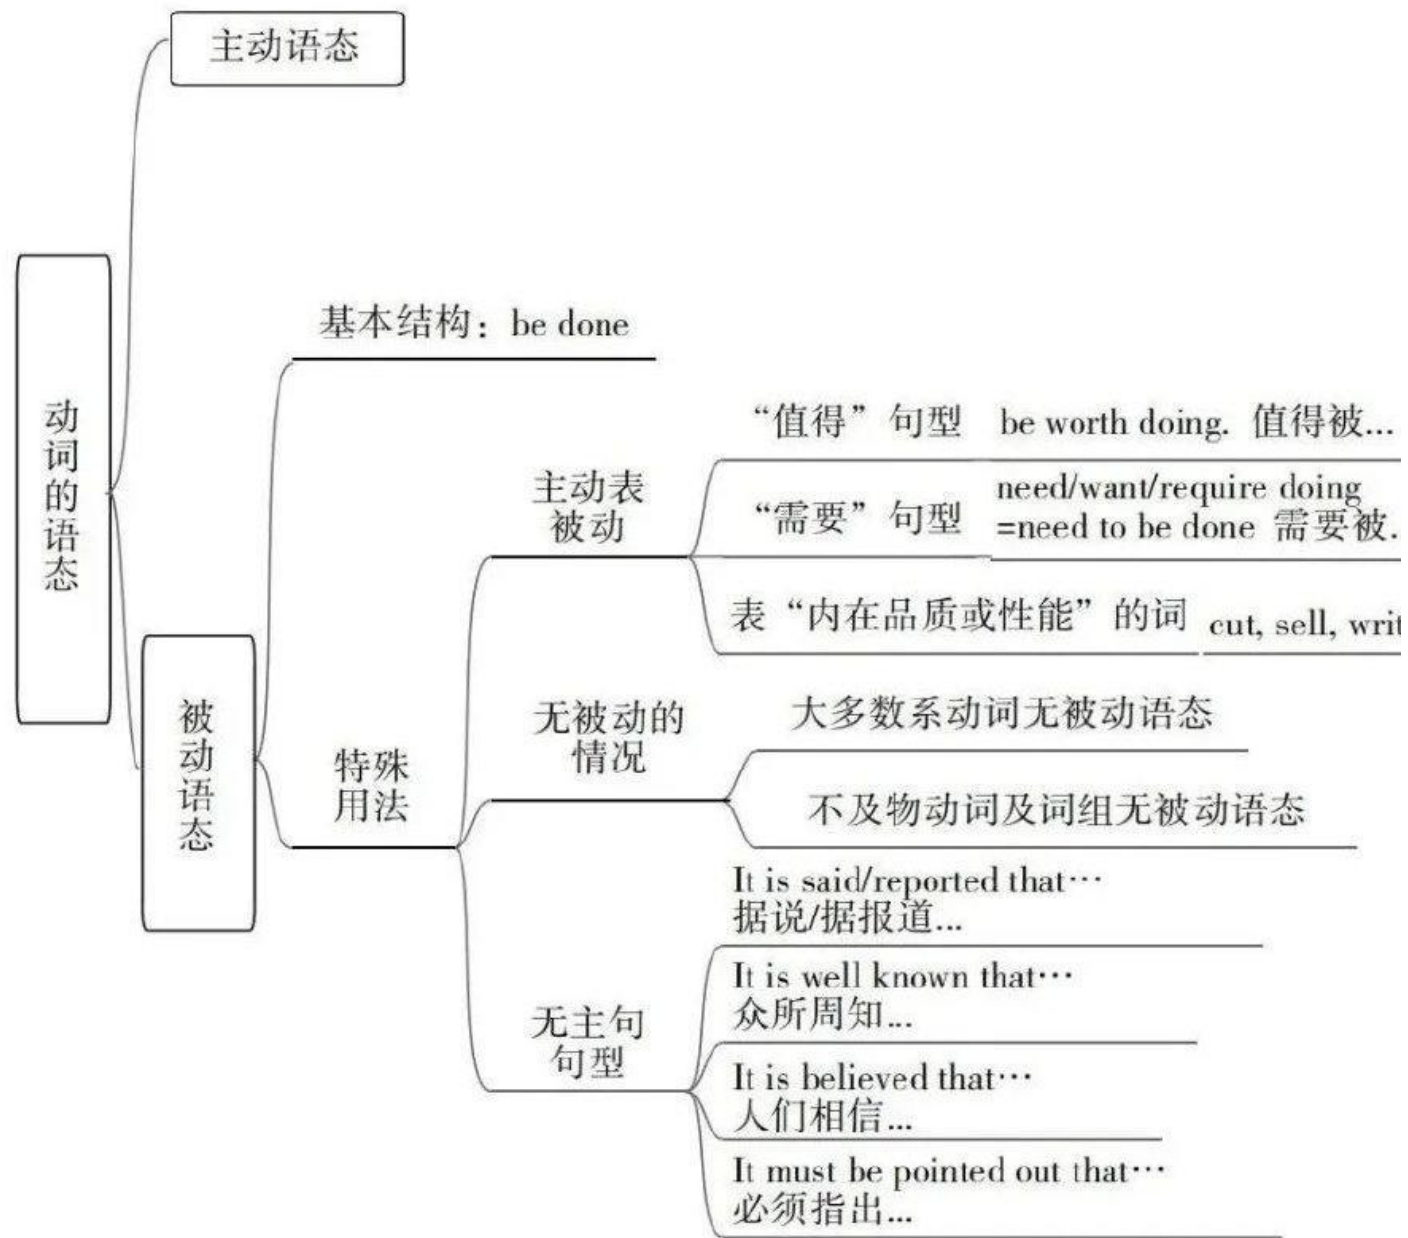 主动语态
动词的语态
基本结构：be done
“值得”句型 be worth doing. 值得被...
主动表
被动
need/want/require doing
“需要”句型 =need to be done 需要被.
表“内在品质或性能”的词 cut, sell, writ
被动语态
特殊
用法
无被动的
情况
大多数系动词无被动语态
不及物动词及词组无被动语态
无主句
句型
It is said/reported that…
据说/据报道...
It is well known that…
众所周知...
It is believed that…
人们相信...
It must be pointed out that…
必须指出...